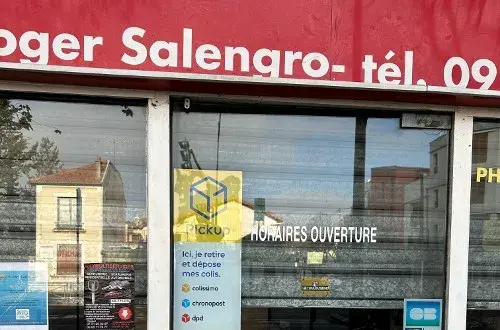 oger Salengro- tél. 09
Pickup
HORAIRES OUVERTURE
PH
Ici, je retire
et dépose
mes colis.
colissimo
chronopost
dpd
CB